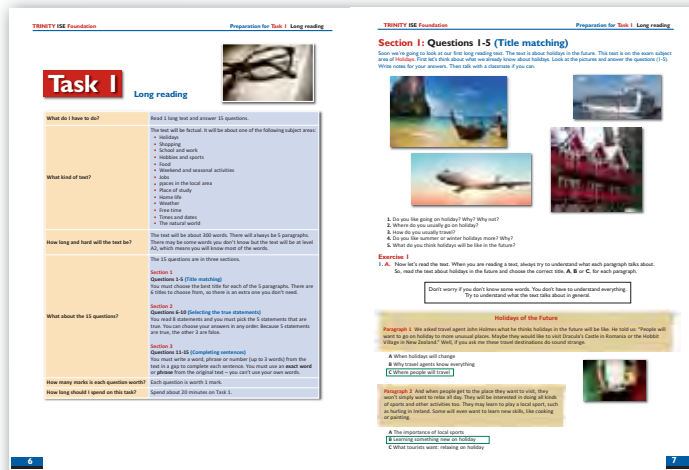 TRINITY ISE Foundation
Preparation for Task 1 Long reading
Task 1
Long reading
What do I have to do?
Read 1 long text and answer 15 questions.
What kind of text?
The text will be factual. It will be about one of the following subject areas:
• Holidays
• Shopping
• School and work
• Hobbies and sports
• Food
• Weekend and seasonal activities
• Jobs
• places in the local area
• Place of study
• Home life
• Weather
• Free time
• Times and dates
• The natural world
How long and hard will the text be?
The text will be about 300 words. There will always be 5 paragraphs.
There may be some words you don't know but the text will be at level
A2, which means you will know most of the words.
What about the 15 questions?
The 15 questions are in three sections.
Section 1
Questions 1-5 (Title matching)
You must choose the best title for each of the 5 paragraphs. There are
6 titles to choose from, so there is an extra one you don't need.
Section 2
Questions 6-10 (Selecting the true statements)
You read 8 statements and you must pick the 5 statements that are
true. You can choose your answers in any order. Because 5 statements
are true, the other 3 are false.
Section 3
Questions 11-15 (Completing sentences)
You must write a word, phrase or number (up to 3 words) from the
text in a gap to complete each sentence. You must use an exact word
or phrase from the original text – you can't use your own words.
How many marks is each question worth?
Each question is worth 1 mark.
How long should I spend on this task?
Spend about 20 minutes on Task 1.
6
TRINITY ISE Foundation
Preparation for Task 1 Long reading
Section 1: Questions 1-5 (Title matching)
Soon we're going to look at our first long reading text. The text is about holidays in the future. This text is on the exam subject
area of Holidays. First let's think about what we already know about holidays. Look at the pictures and answer the questions (1-5).
Write notes for your answers. Then talk with a classmate if you can.
1. Do you like going on holiday? Why? Why not?
2. Where do you usually go on holiday?
3. How do you usually travel?
4. Do you like summer or winter holidays more? Why?
5. What do you think holidays will be like in the future?
Exercise 1
1. A. Now let's read the text. When you are reading a text, always try to understand what each paragraph talks about.
So, read the text about holidays in the future and choose the correct title, A, B or C, for each paragraph.
Don't worry if you don't know some words. You don't have to understand everything.
Try to understand what the text talks about in general.
Holidays of the Future
Paragraph 1 We asked travel agent John Holmes what he thinks holidays in the future will be like. He told us: "People will
want to go on holiday to more unusual places. Maybe they would like to visit Dracula's Castle in Romania or the Hobbit
Village in New Zealand." Well, if you ask me these travel destinations do sound strange.
A When holidays will change
B Why travel agents know everything
C Where people will travel
Paragraph 2 And when people get to the place they want to visit, they
won't simply want to relax all day. They will be interested in doing all kinds
of sports and other activities too. They may learn to play a local sport, such
as hurling in Ireland. Some will even want to learn new skills, like cooking
or painting.
A The importance of local sports
B Learning something new on holiday
C What tourists want: relaxing on holiday
7